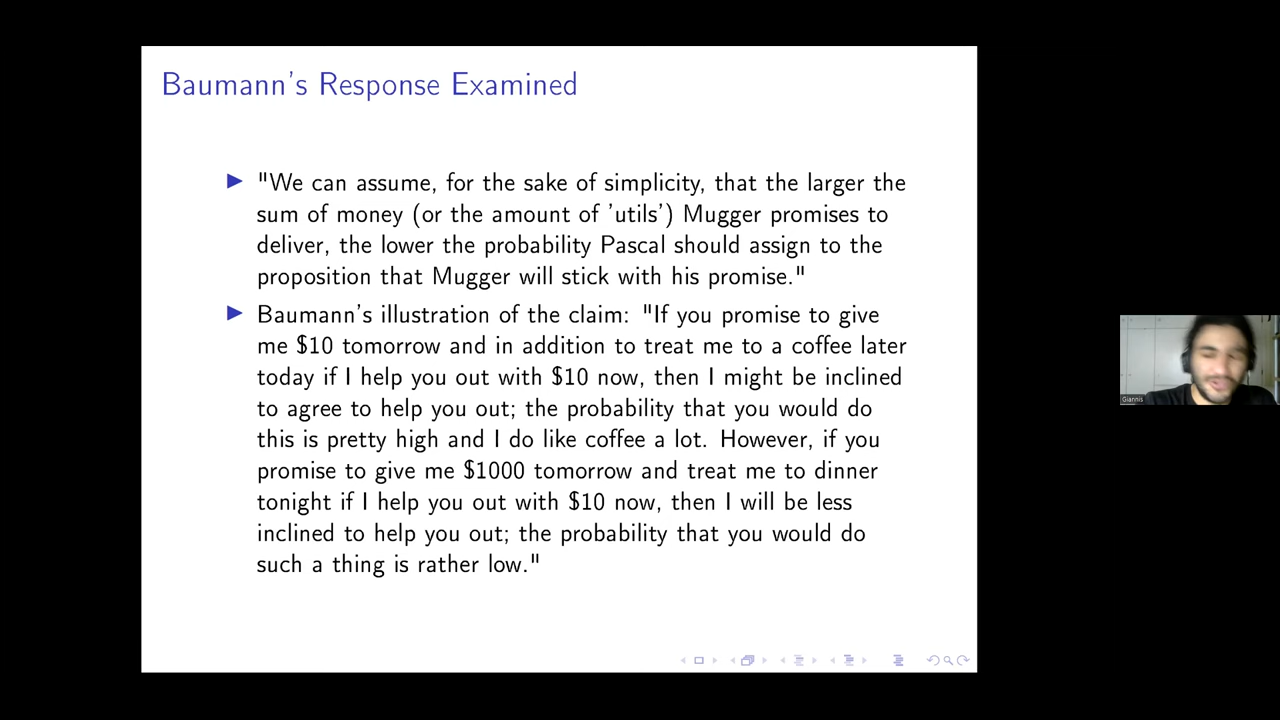 Baumann's Response Examined
"We can assume, for the sake of simplicity, that the larger the
sum of money (or the amount of 'utils') Mugger promises to
deliver, the lower the probability Pascal should assign to the
proposition that Mugger will stick with his promise."
Baumann's illustration of the claim: "If you promise to give
me $10 tomorrow and in addition to treat me to a coffee later
today if I help you out with $10 now, then I might be inclined
to agree to help you out; the probability that you would do
this is pretty high and I do like coffee a lot. However, if you
promise to give me $1000 tomorrow and treat me to dinner
tonight if I help you out with $10 now, then I will be less
inclined to help you out; the probability that you would do
such a thing is rather low."
Giannis